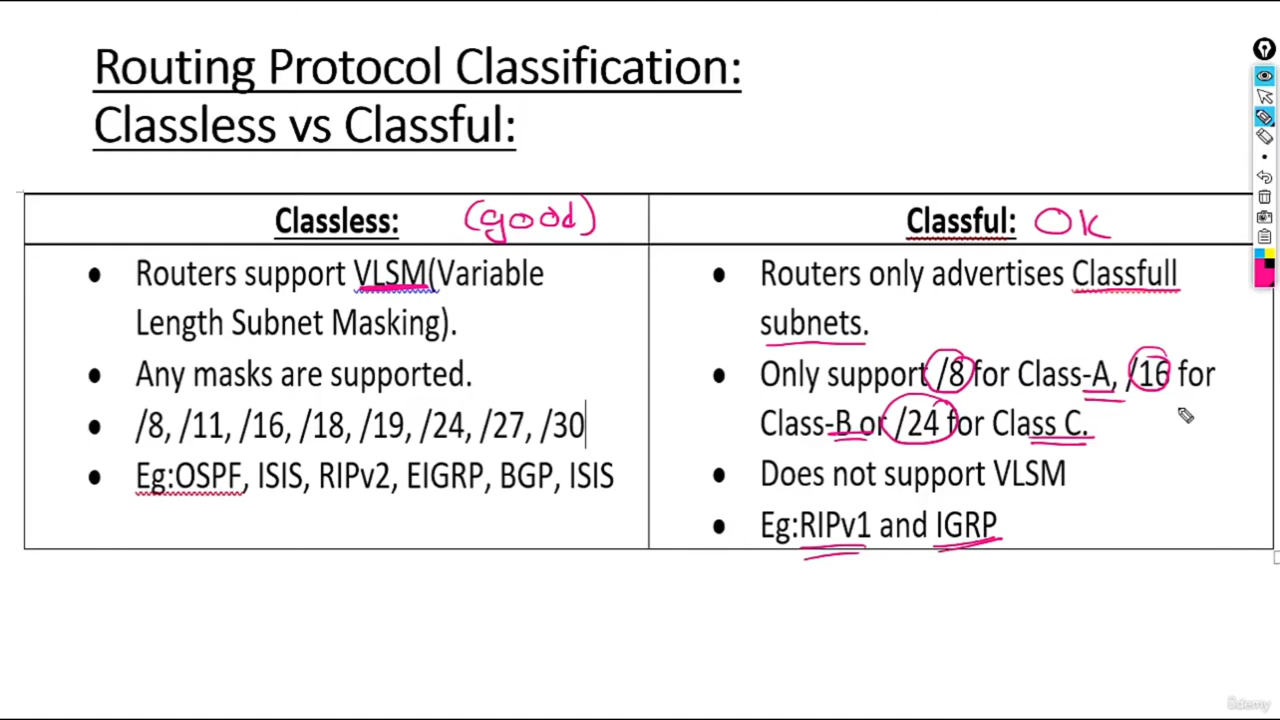 Routing Protocol Classification:
Classless vs Classful:
Classless: (good)
Routers support VLSM(Variable
Length Subnet Masking).
Any masks are supported.
/8, /11, /16, /18, /19, /24, /27, /30
Eg:OSPF, ISIS, RIPv2, EIGRP, BGP, ISIS
Classful: OK
Routers only advertises Classfull
subnets.
Only support /8 for Class-A, /16 for
Class-B or /24 for Class C.
Does not support VLSM
Eg:RIPv1 and IGRP
ûdemy